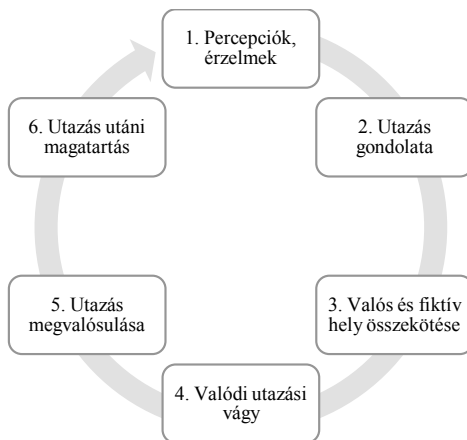 1. Percepciók,
érzelmek
2. Utazás
gondolata
3. Valós és fiktív
hely összekötése
4. Valódi utazási
vágy
5. Utazás
megvalósulása
6. Utazás utáni
magatartás